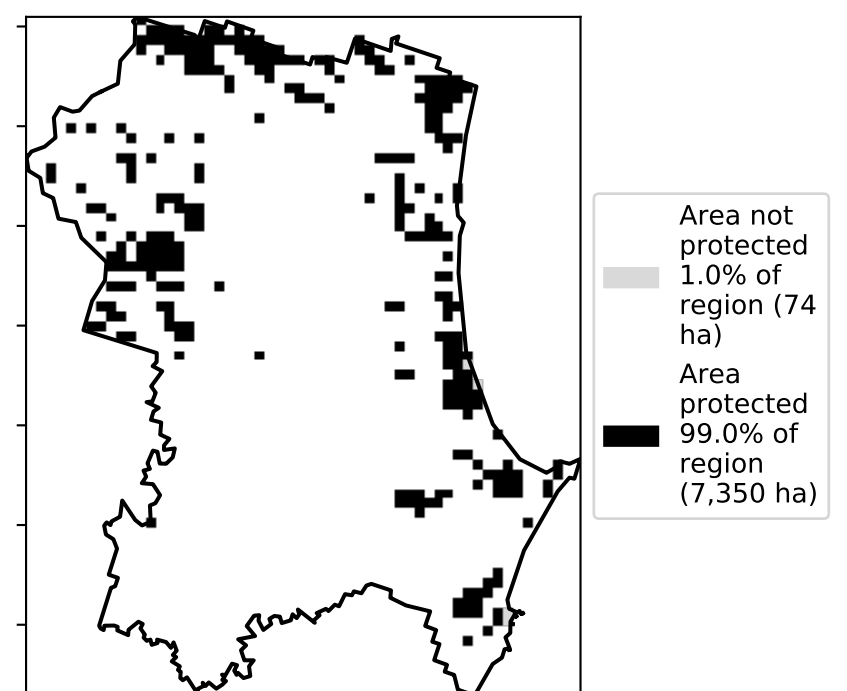 Area not
protected
1.0% of
region (74
ha)
Area
protected
99.0% of
region
(7,350 ha)